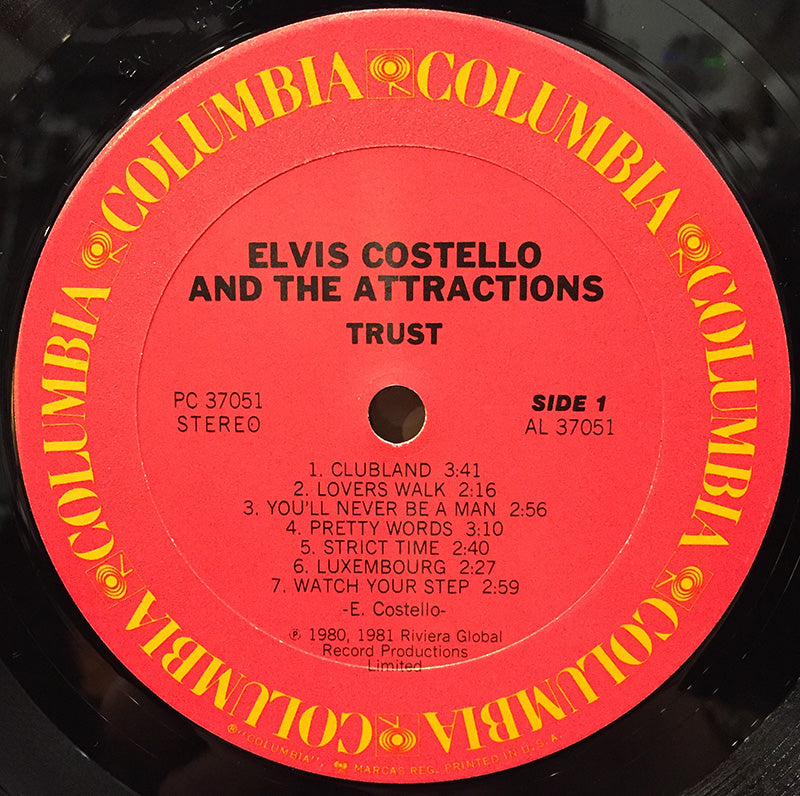 COLUMBIA COLUMBIA COLUMBIA COLUMBIA COLUMBIA COLUMBIA COLUMBIA
ELVIS COSTELLO
AND THE ATTRACTIONS
TRUST
PC 37051
STEREO
SIDE 1
AL 37051
1. CLUBLAND 3:41
2. LOVERS WALK 2:16
3. YOU'LL NEVER BE A MAN 2:56
4. PRETTY WORDS 3:10
5. STRICT TIME 2:40
6. LUXEMBOURG 2:27
7. WATCH YOUR STEP 2:59
-E. Costello-
℗ 1980, 1981 Riviera Global
Record Productions
Limited
® "COLUMBIA", MARCAS REG. PRINTED IN U.S.A.